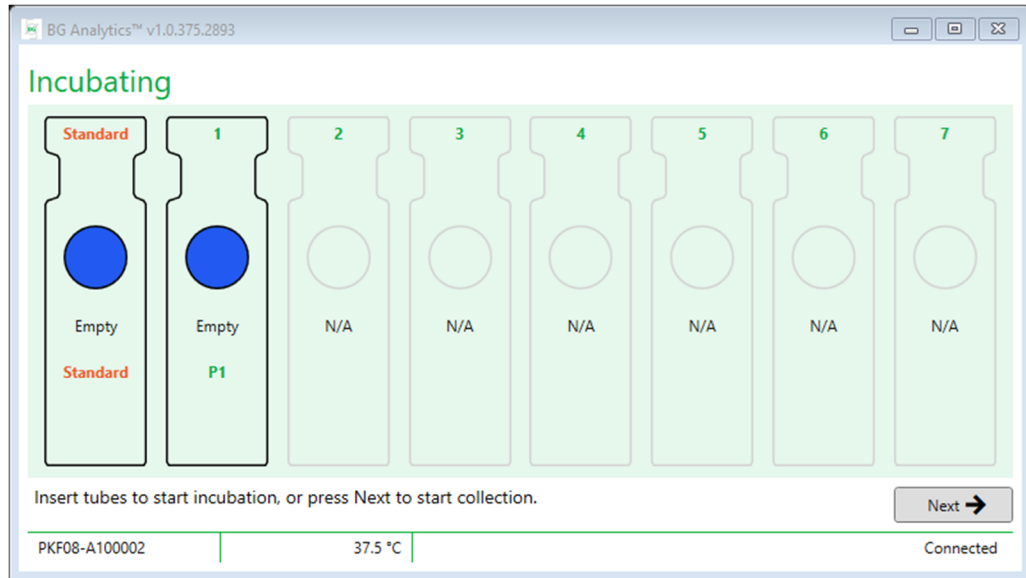 BG Analytics™ v1.0.375.2893
Incubating
Standard 1 2 3 4 5 6 7
Empty Empty N/A N/A N/A N/A N/A N/A
Standard P1
Insert tubes to start incubation, or press Next to start collection.
Next
PKF08-A100002 37.5 °C Connected